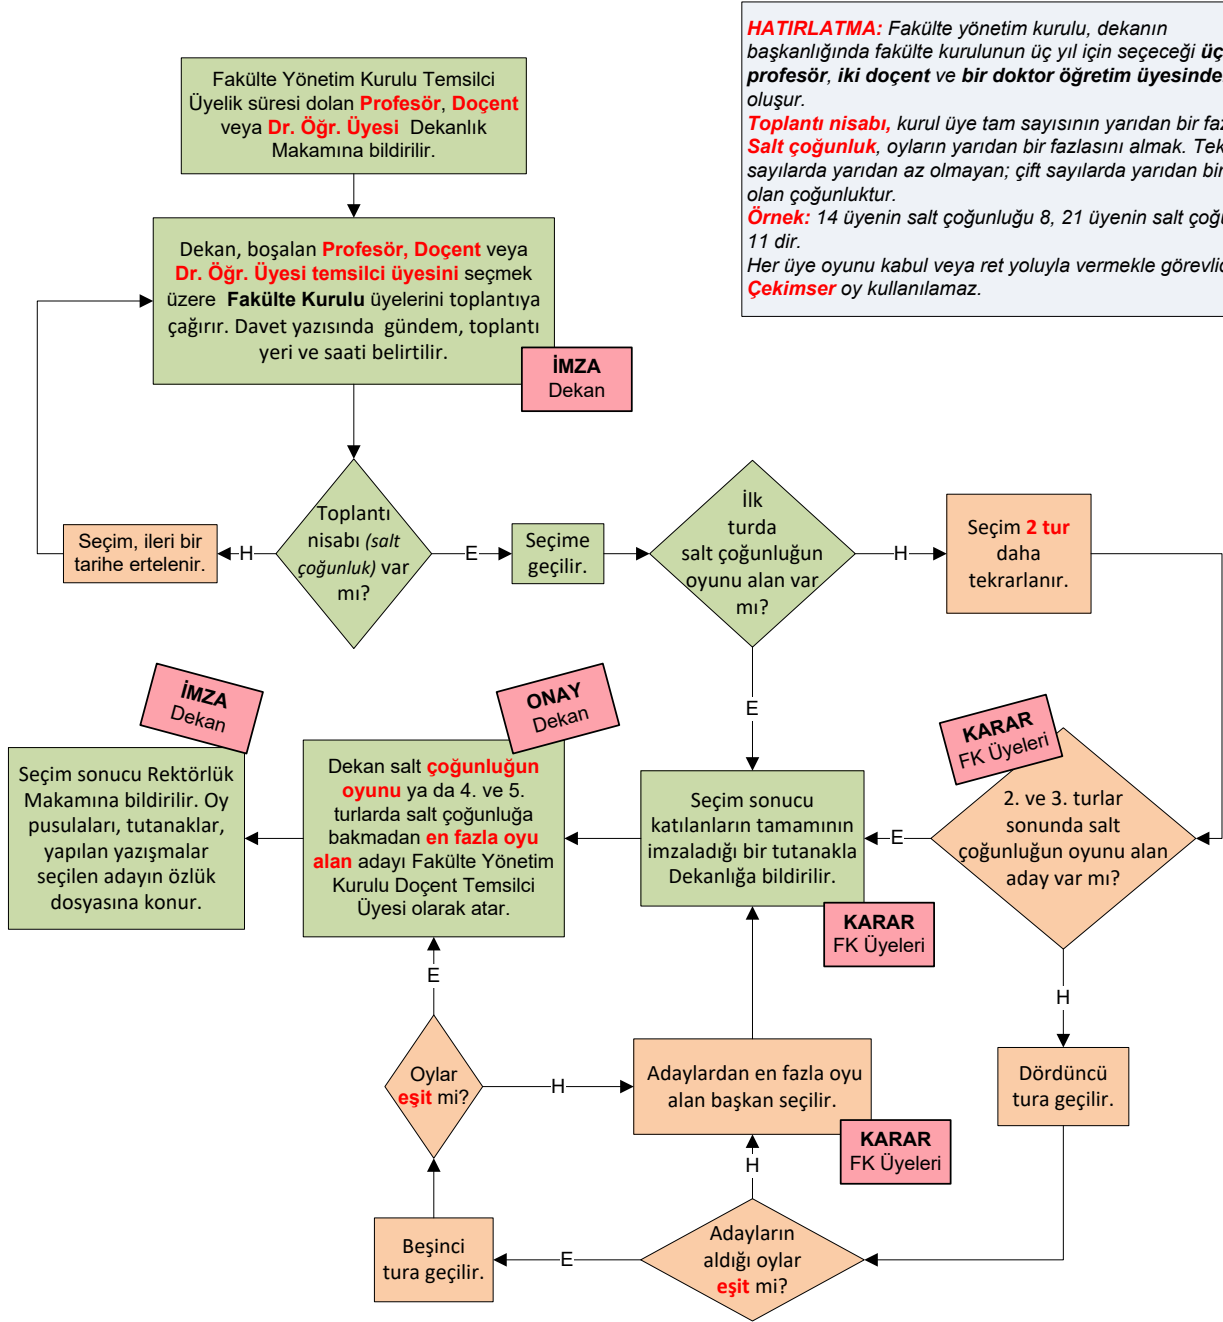 HATIRLATMA: Fakülte yönetim kurulu, dekanın
başkanlığında fakülte kurulunun üç yıl için seçeceği üç
profesör, iki doçent ve bir doktor öğretim üyesinde
oluşur.
Toplantı nisabı, kurul üye tam sayısının yarıdan bir
Salt çoğunluk, oyların yarıdan bir fazlasını almak. Tek
sayılarda yarıdan az olmayan; çift sayılarda yarıdan bir
olan çoğunluktur.
Örnek: 14 üyenin salt çoğunluğu 8, 21 üyenin salt
11 dir.
Her üye oyunu kabul veya ret yoluyla vermekle
Çekimser oy kullanılamaz.
Fakülte Yönetim Kurulu Temsilci
Üyelik süresi dolan Profesör, Doçent
veya Dr. Öğr. Üyesi Dekanlık
Makamına bildirilir.
Dekan, boşalan Profesör, Doçent veya
Dr. Öğr. Üyesi temsilci üyesini seçmek
üzere Fakülte Kurulu üyelerini toplantıya
çağırır. Davet yazısında gündem, toplantı
yeri ve saati belirtilir.
İMZA
Dekan
Toplantı
nisabı (salt
çoğunluk) var
mı?
H
Seçim, ileri bir
tarihe ertelenir.
E
Seçime
geçilir.
İlk
turda
salt çoğunluğun
oyunu alan var
mı?
H
Seçim 2 tur
daha
tekrarlanır.
E
KARAR
FK Üyeleri
2. ve 3. turlar
sonunda salt
çoğunluğun oyunu alan
aday var mı?
E
Seçim sonucu
katılanların tamamının
imzaladığı bir tutanakla
Dekanlığa bildirilir.
KARAR
FK Üyeleri
ONAY
Dekan
Dekan salt çoğunluğun
oyunu ya da 4. ve 5.
turlarda salt çoğunluğa
bakmadan en fazla oyu
alan adayı Fakülte Yönetim
Kurulu Doçent Temsilci
Üyesi olarak atar.
İMZA
Dekan
Seçim sonucu Rektörlük
Makamına bildirilir. Oy
pusulaları, tutanaklar,
yapılan yazışmalar
seçilen adayın özlük
dosyasına konur.
H
Dördüncü
tura geçilir.
Adayların
aldığı oylar
eşit mi?
H
Adaylardan en fazla oyu
alan başkan seçilir.
KARAR
FK Üyeleri
E
Beşinci
tura geçilir.
Oylar
eşit mi?
H
E